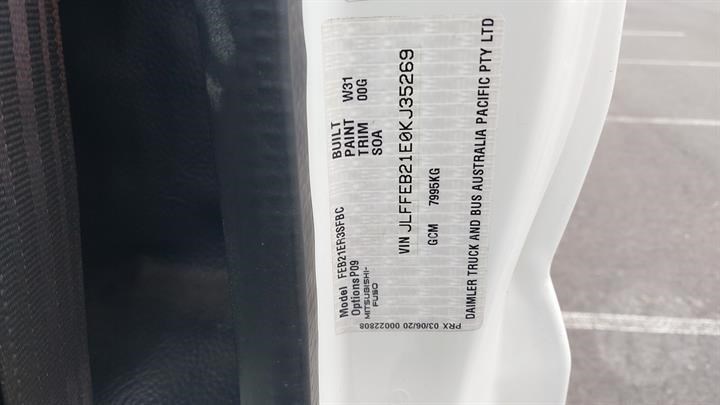 Model FEB21ER3SFBC
Options P09
MITSUBISHI-
FUSO
BUILT
PAINT W31
TRIM 00G
SOA
VIN JLFFEB21E0KJ35269
GCM 7995KG
DAIMLER TRUCK AND BUS AUSTRALIA PACIFIC PTY LTD
PRX 03/06/20 00022808